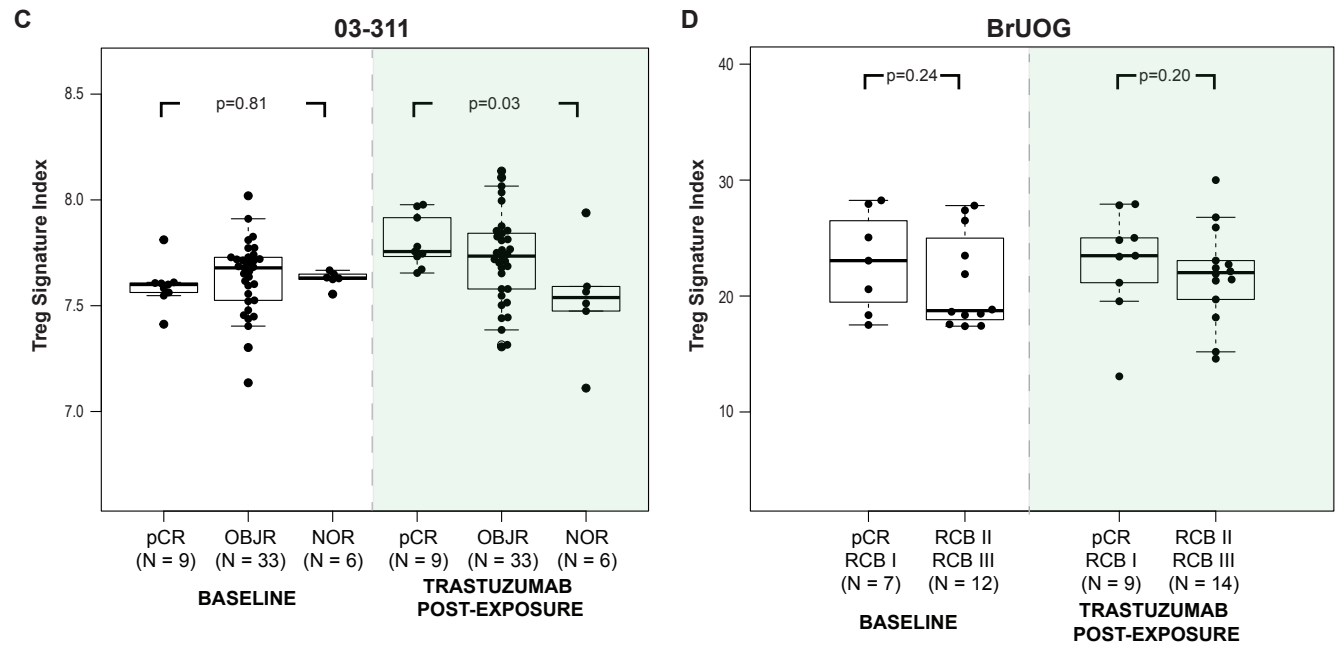 C
03-311
Treg Signature Index
8.5
8.0
7.5
7.0
p=0.81
p=0.03
pCR OBJR NOR pCR OBJR NOR
(N = 9) (N = 33) (N = 6) (N = 9) (N = 33) (N = 6)
BASELINE
TRASTUZUMAB
POST-EXPOSURE
D
BrUOG
Treg Signature Index
40
30
20
10
p=0.24
p=0.20
pCR RCB II pCR RCB II
RCB I RCB III RCB I RCB III
(N = 7) (N = 12) (N = 9) (N = 14)
BASELINE
TRASTUZUMAB
POST-EXPOSURE